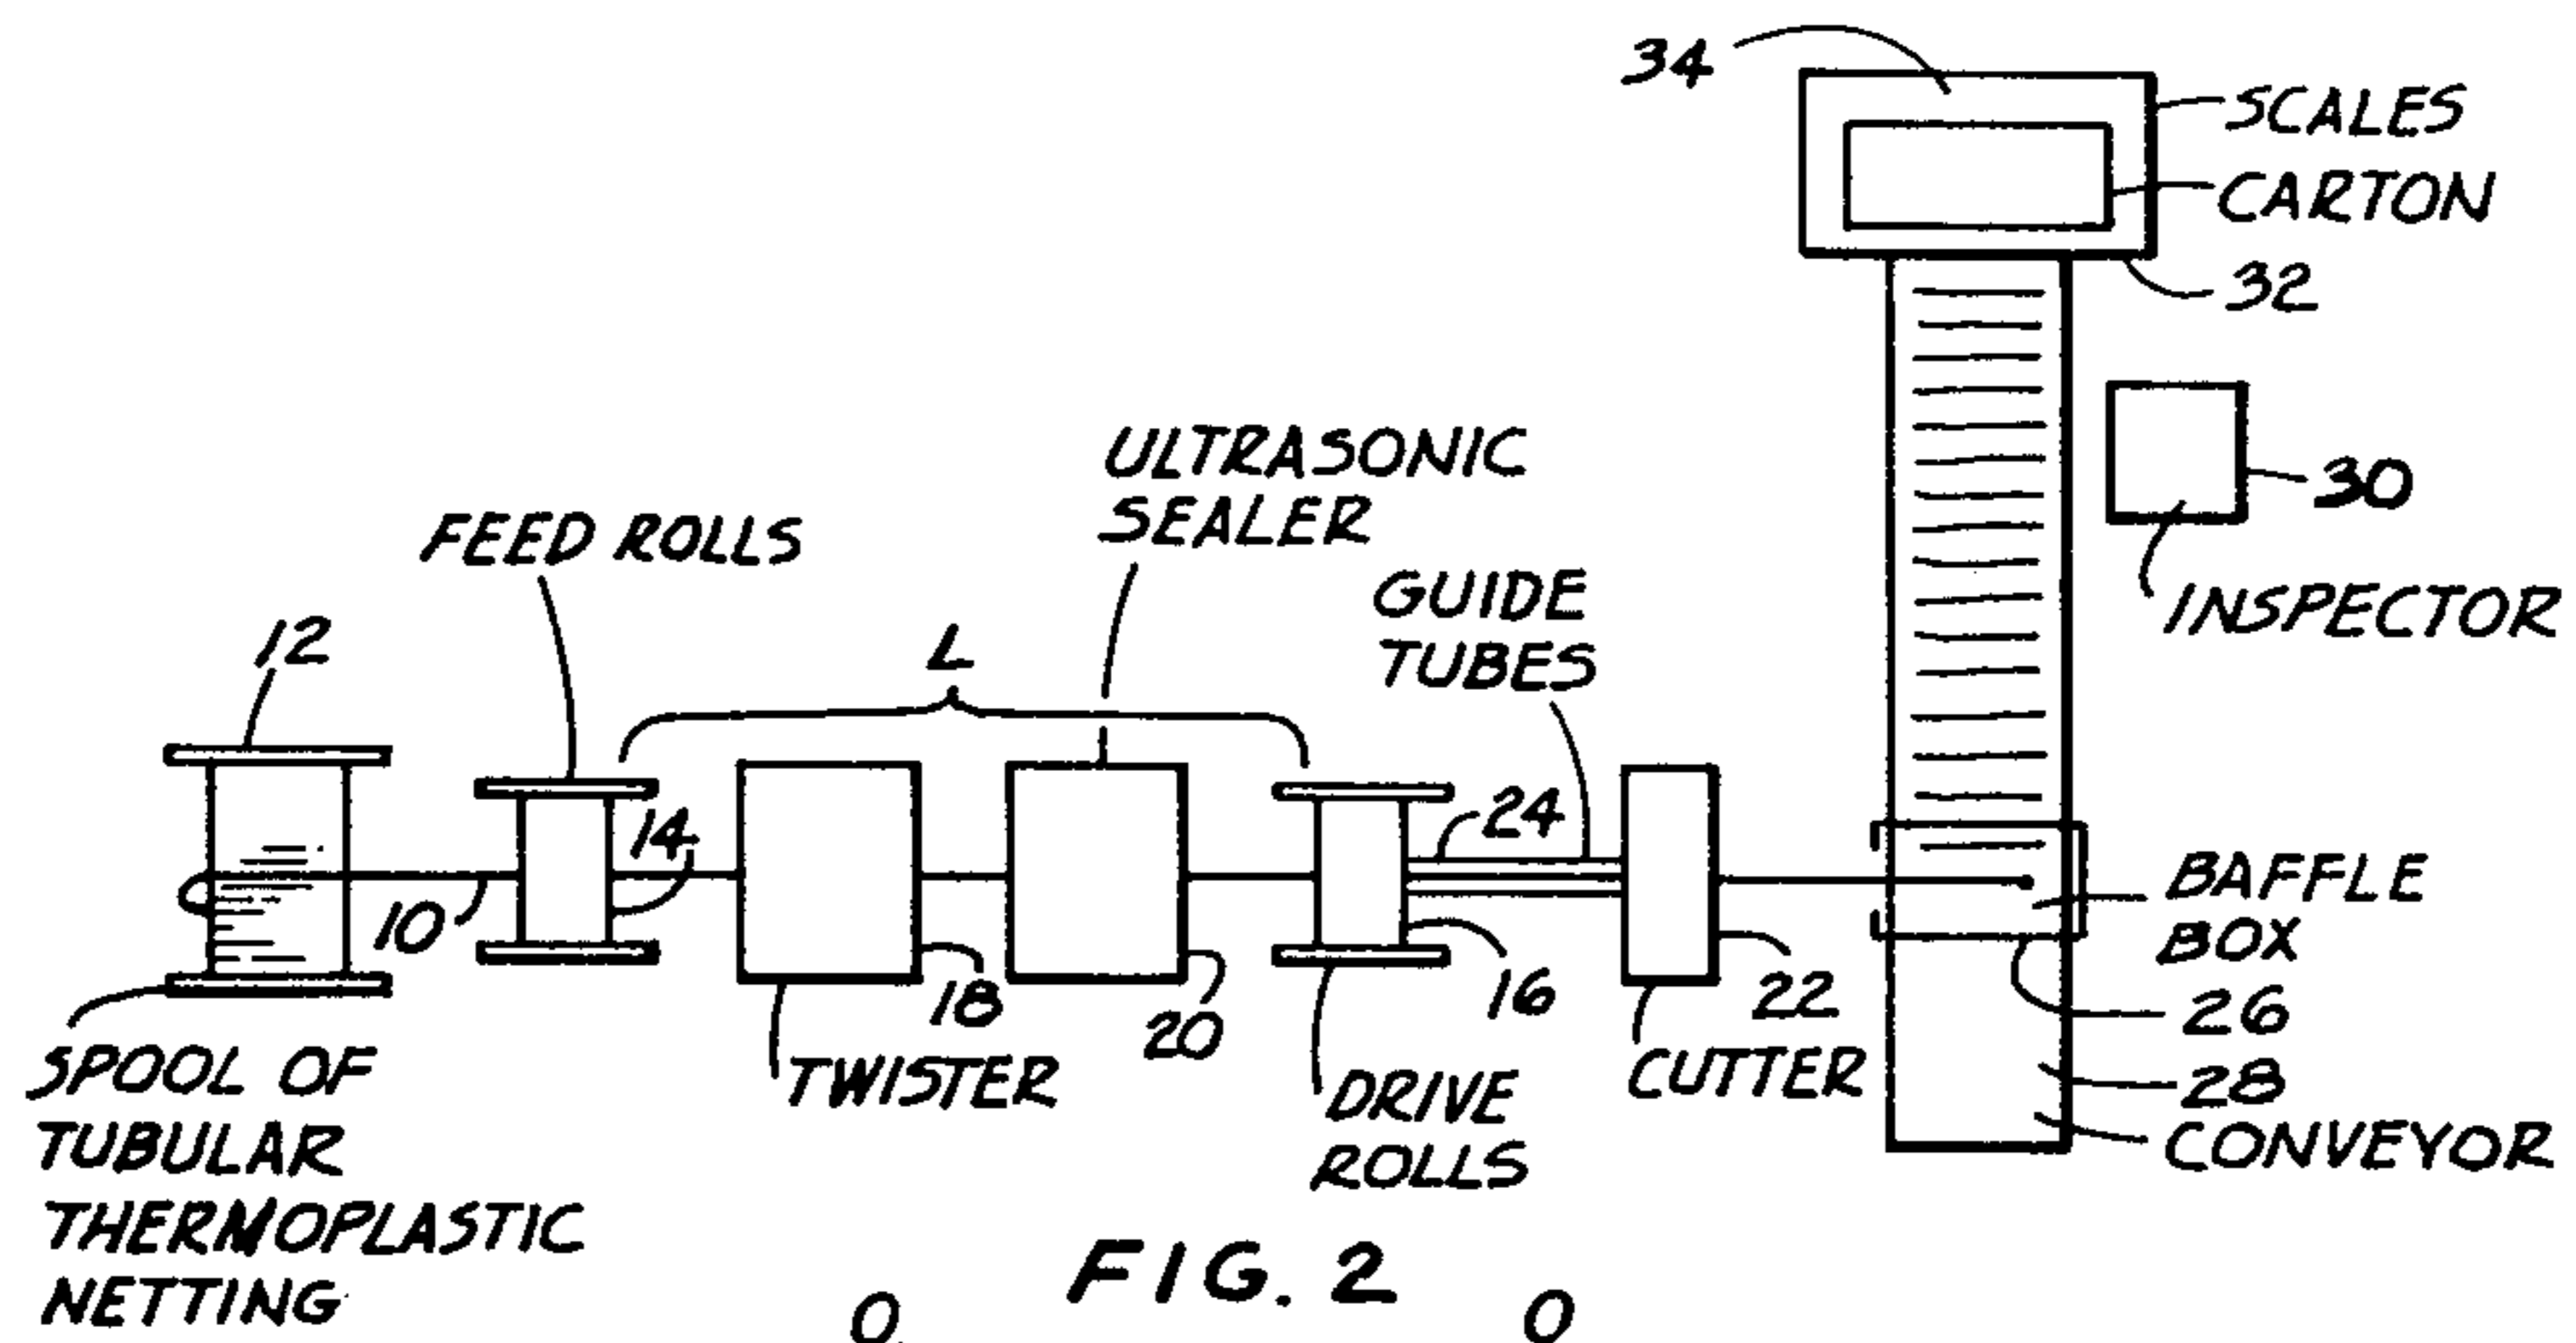 34
SCALES
CARTON
32
30
INSPECTOR
ULTRASONIC
SEALER
FEED ROLLS
GUIDE
TUBES
12
L
14
24
10
18
20
16
22
BAFFLE
BOX
26
28
CONVEYOR
SPOOL OF
TUBULAR
THERMOPLASTIC
NETTING
TWISTER
DRIVE
ROLLS
CUTTER
FIG. 2
O
O